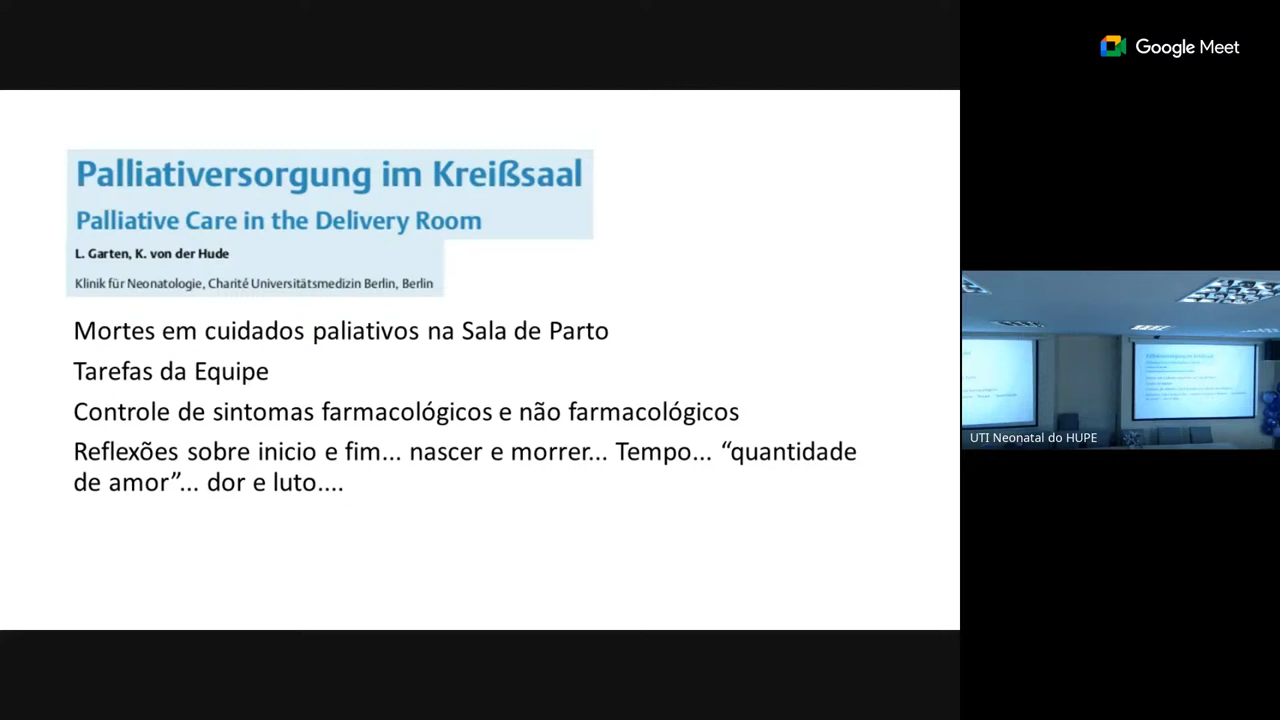 Google Meet
Palliativersorgung im Kreißsaal
Palliative Care in the Delivery Room
L. Garten, K. von der Hude
Klinik für Neonatologie, Charité Universitätsmedizin Berlin, Berlin
Mortes em cuidados paliativos na Sala de Parto
Tarefas da Equipe
Controle de sintomas farmacológicos e não farmacológicos
Reflexões sobre inicio e fim... nascer e morrer... Tempo... “quantidade
de amor”... dor e luto....
UTI Neonatal do HUPE